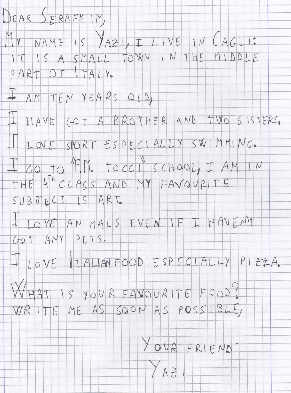 DEAR SERAFEIM,
MY NAME IS YAZI, I LIVE IN CAGLI:
IT IS A SMALL TOWN IN THE MIDDLE
PART OF ITALY.
I AM TEN YEARS OLD,
I HAVE GOT A BROTHER AND TWO SISTERS.
I LOVE SPORT ESPECIALLY SWIMMING.
I GO TO TOCCI SCHOOL, I AM IN
THE 4TH CLASS AND MY FAVOURITE
SUBJECT IS ART.
I LOVE ANIMALS EVEN IF I HAVEN'T
GOT ANY PETS.
I LOVE ITALIAN FOOD ESPECIALLY PIZZA.
WHAT IS YOUR FAVOURITE FOOD?
WRITE ME AS SOON AS POSSIBLE,
YOUR FRIEND
YAZI